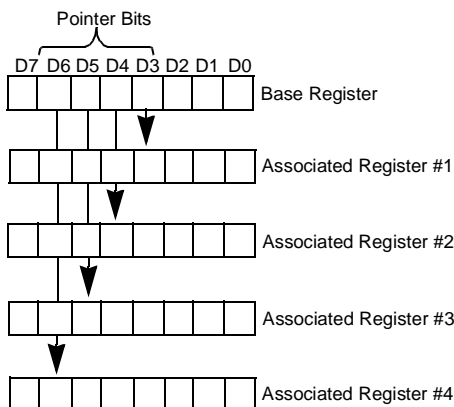 Pointer Bits
D7 D6 D5 D4 D3 D2 D1 D0
Base Register
Associated Register #1
Associated Register #2
Associated Register #3
Associated Register #4